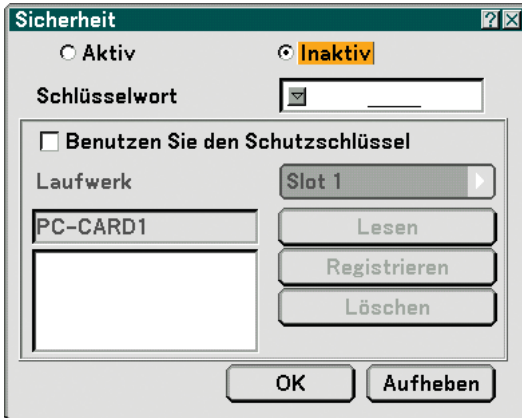 Sicherheit
Aktiv Inaktiv
Schlüsselwort
Benutzen Sie den Schutzschlüssel
Laufwerk Slot 1
PC-CARD1 Lesen
Registrieren
Löschen
OK Aufheben